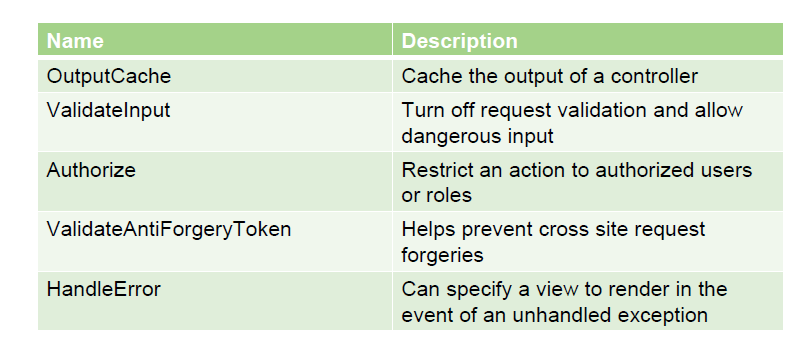 Name Description
OutputCache Cache the output of a controller
ValidateInput Turn off request validation and allow
dangerous input
Authorize Restrict an action to authorized users
or roles
ValidateAntiForgeryToken Helps prevent cross site request
forgeries
HandleError Can specify a view to render in the
event of an unhandled exception